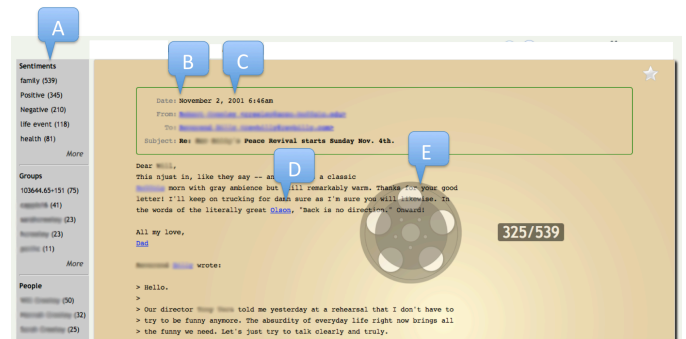 A
B
C
Sentiments
family (539)
Positive (345)
Negative (210)
life event (118)
health (81)
More
Groups
103644.65+151 (75)
(41)
(23)
(23)
(11)
More
People
(50)
(32)
(25)
Date: November 2, 2001 6:46am
From:
To:
Subject: Re: Peace Revival starts Sunday Nov. 4th.
Dear
D
E
This njust in, like they say -- an a classic
morn with gray ambience but ill remarkably warm. Thanks for your good
letter: I'll keep on trucking for damn sure as I'm sure you will likewise. In
the words of the literally great Olson, "Back is no direction." Onward!
All my love,
Dad
325/539
wrote:
> Hello.
>
> Our director told me yesterday at a rehearsal that I don't have to
> try to be funny anymore. The absurdity of everyday life right now brings all
> the funny we need. Let's just try to talk clearly and truly.